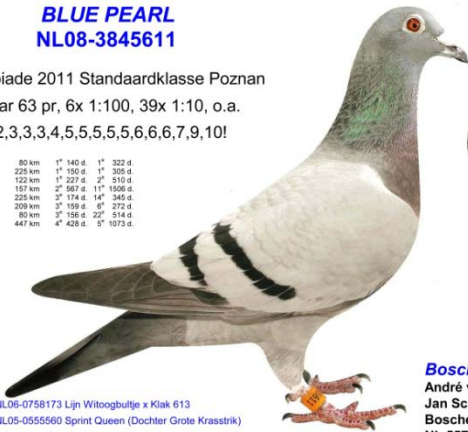 BLUE PEARL
NL08-3845611
piade 2011 Standaardklasse Poznan
ar 63 pr, 6x 1:100, 39x 1:10, o.a.
2,3,3,3,4,5,5,5,5,5,6,6,6,7,9,10!
80 km 1° 140 d. 1° 322 d.
225 km 1° 150 d. 1° 305 d.
122 km 1° 227 d. 2° 510 d.
157 km 2° 567 d. 11° 1506 d.
225 km 3° 174 d. 14° 345 d.
209 km 3° 159 d. 6° 272 d.
80 km 3° 156 d. 22° 514 d.
447 km 4° 428 d. 5° 1073 d.
NL06-0758173 Lijn Witoogbultje x Klak 613
NL05-0555560 Sprint Queen (Dochter Grote Krasstrik)
Bosch
André v
Jan Sc
Bosche